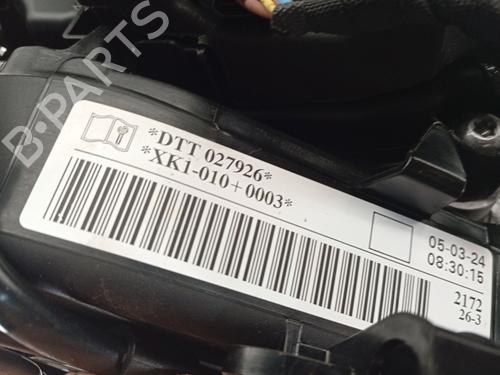 B-PARTS
*DTT 027926*
*XK1-010+0003*
05-03-24
08:30:15
2172
26-3